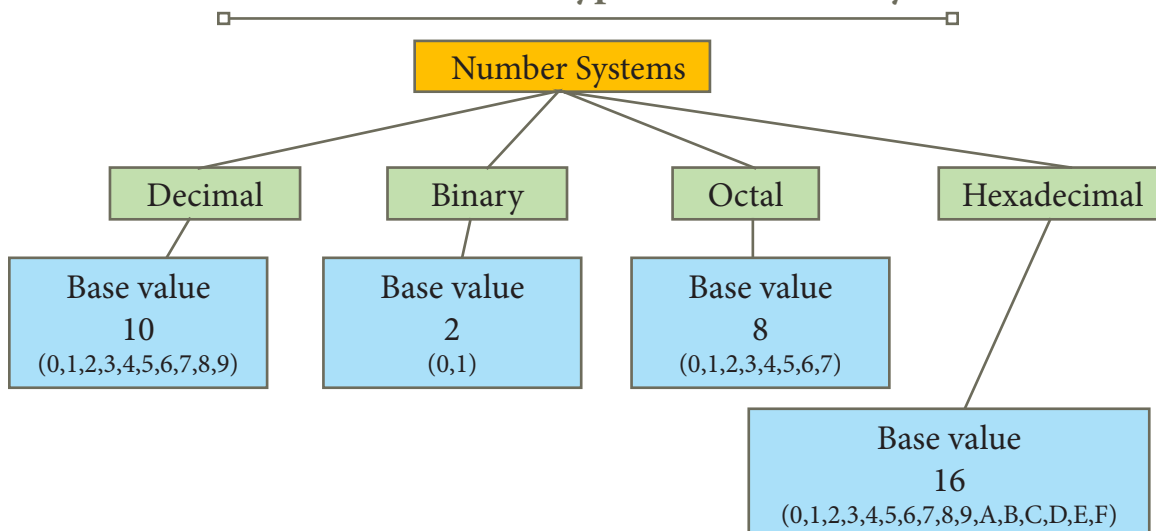 Number Systems
Decimal
Binary
Octal
Hexadecimal
Base value
10
(0,1,2,3,4,5,6,7,8,9)
Base value
2
(0,1)
Base value
8
(0,1,2,3,4,5,6,7)
Base value
16
(0,1,2,3,4,5,6,7,8,9,A,B,C,D,E,F)